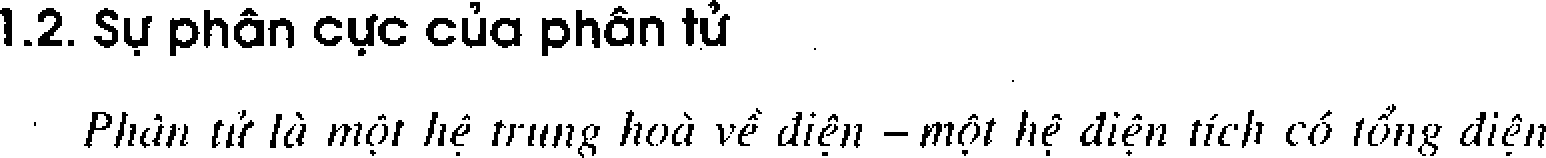 1.2. Sự phân cực của phân tử
Phân tử là một hệ trung hoà về điện – một hệ điện tích có tổng điện